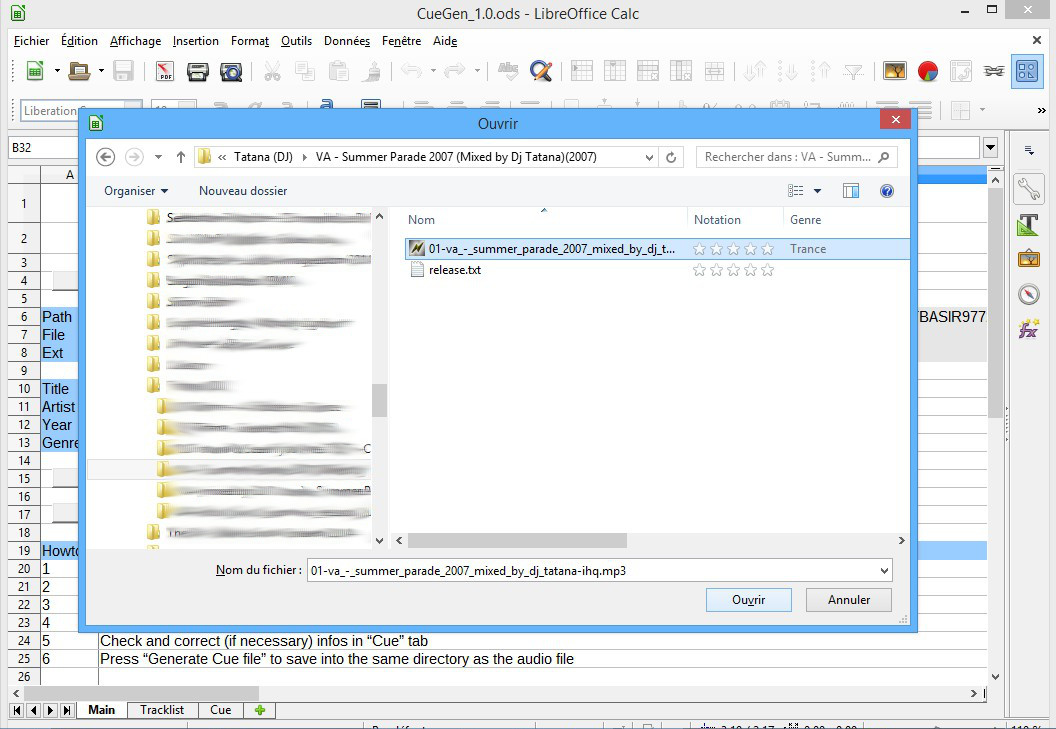 CueGen_1.0.ods - LibreOffice Calc
Fichier Édition Affichage Insertion Format Outils Données Fenêtre Aide
B32
Ouvrir
Tatana (DJ) VA - Summer Parade 2007 (Mixed by Dj Tatana)(2007)
Rechercher dans : VA - Summ...
Organiser Nouveau dossier
Nom Notation Genre
01-va_-_summer_parade_2007_mixed_by_dj_t... Trance
release.txt
Nom du fichier : 01-va_-_summer_parade_2007_mixed_by_dj_tatana-ihq.mp3
Ouvrir Annuler
A
1
2
3
4
5
6 Path
7 File
8 Ext
9
10 Title
11 Artist
12 Year
13 Genre
14
15
16
17
18
19
20 1
21 2
22 3
23 4
24 5 Check and correct (if necessary) infos in “Cue” tab
25 6 Press “Generate Cue file” to save into the same directory as the audio file
26
Main Tracklist Cue